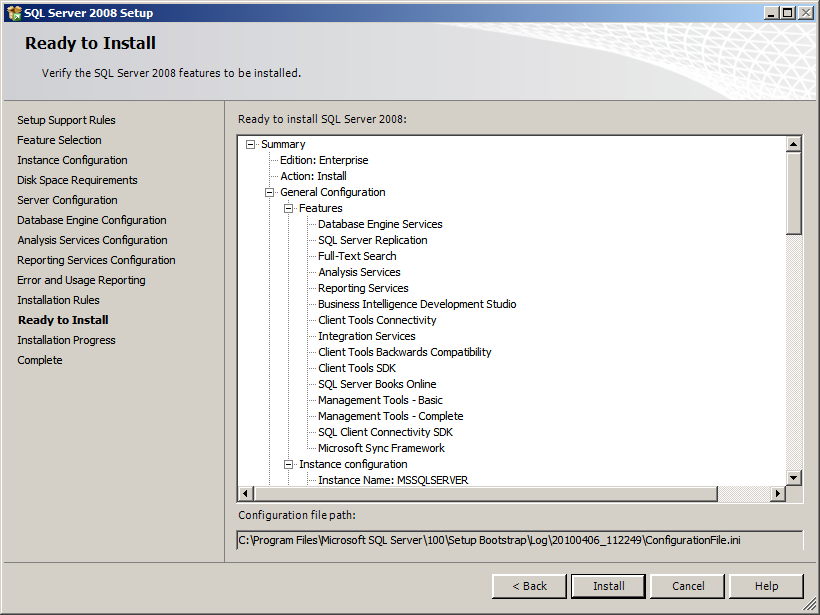 SQL Server 2008 Setup
Ready to Install
Verify the SQL Server 2008 features to be installed.
Setup Support Rules
Feature Selection
Instance Configuration
Disk Space Requirements
Server Configuration
Database Engine Configuration
Analysis Services Configuration
Reporting Services Configuration
Error and Usage Reporting
Installation Rules
Ready to Install
Installation Progress
Complete
Ready to install SQL Server 2008:
Summary
Edition: Enterprise
Action: Install
General Configuration
Features
Database Engine Services
SQL Server Replication
Full-Text Search
Analysis Services
Reporting Services
Business Intelligence Development Studio
Client Tools Connectivity
Integration Services
Client Tools Backwards Compatibility
Client Tools SDK
SQL Server Books Online
Management Tools - Basic
Management Tools - Complete
SQL Client Connectivity SDK
Microsoft Sync Framework
Instance configuration
Instance Name: MSSQLSERVER
Configuration file path:
C:\Program Files\Microsoft SQL Server\100\Setup Bootstrap\Log\20100406_112249\ConfigurationFile.ini
< Back
Install
Cancel
Help